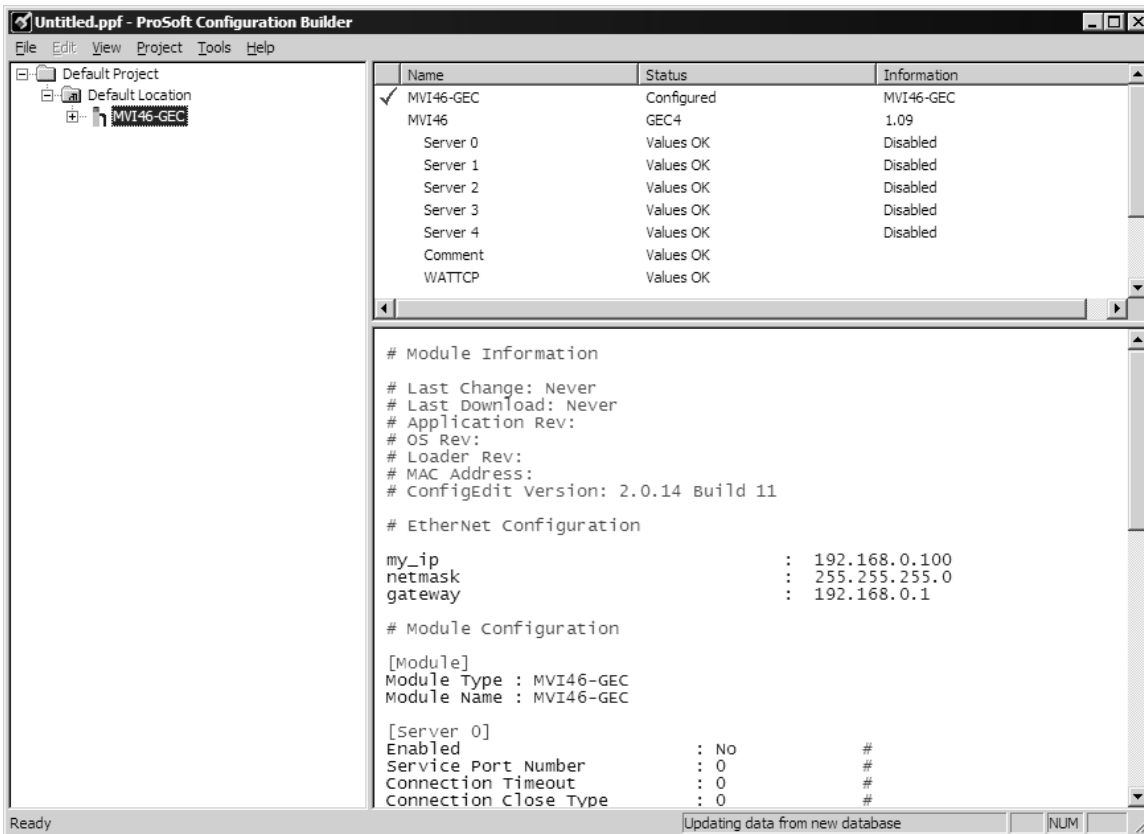 Untitled.ppf - ProSoft Configuration Builder
File Edit View Project Tools Help
Default Project
Default Location
MVI46-GEC
Name Status Information
MVI46-GEC Configured MVI46-GEC
MVI46 GEC4 1.09
Server 0 Values OK Disabled
Server 1 Values OK Disabled
Server 2 Values OK Disabled
Server 3 Values OK Disabled
Server 4 Values OK Disabled
Comment Values OK
WATTCP Values OK
# Module Information
# Last Change: Never
# Last Download: Never
# Application Rev:
# OS Rev:
# Loader Rev:
# MAC Address:
# ConfigEdit Version: 2.0.14 Build 11
# EtherNet Configuration
my_ip : 192.168.0.100
netmask : 255.255.255.0
gateway : 192.168.0.1
# Module Configuration
[Module]
Module Type : MVI46-GEC
Module Name : MVI46-GEC
[Server 0]
Enabled : No #
Service Port Number : 0 #
Connection Timeout : 0 #
Connection Close Type : 0 #
Ready Updating data from new database NUM